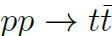 pp → tt̄